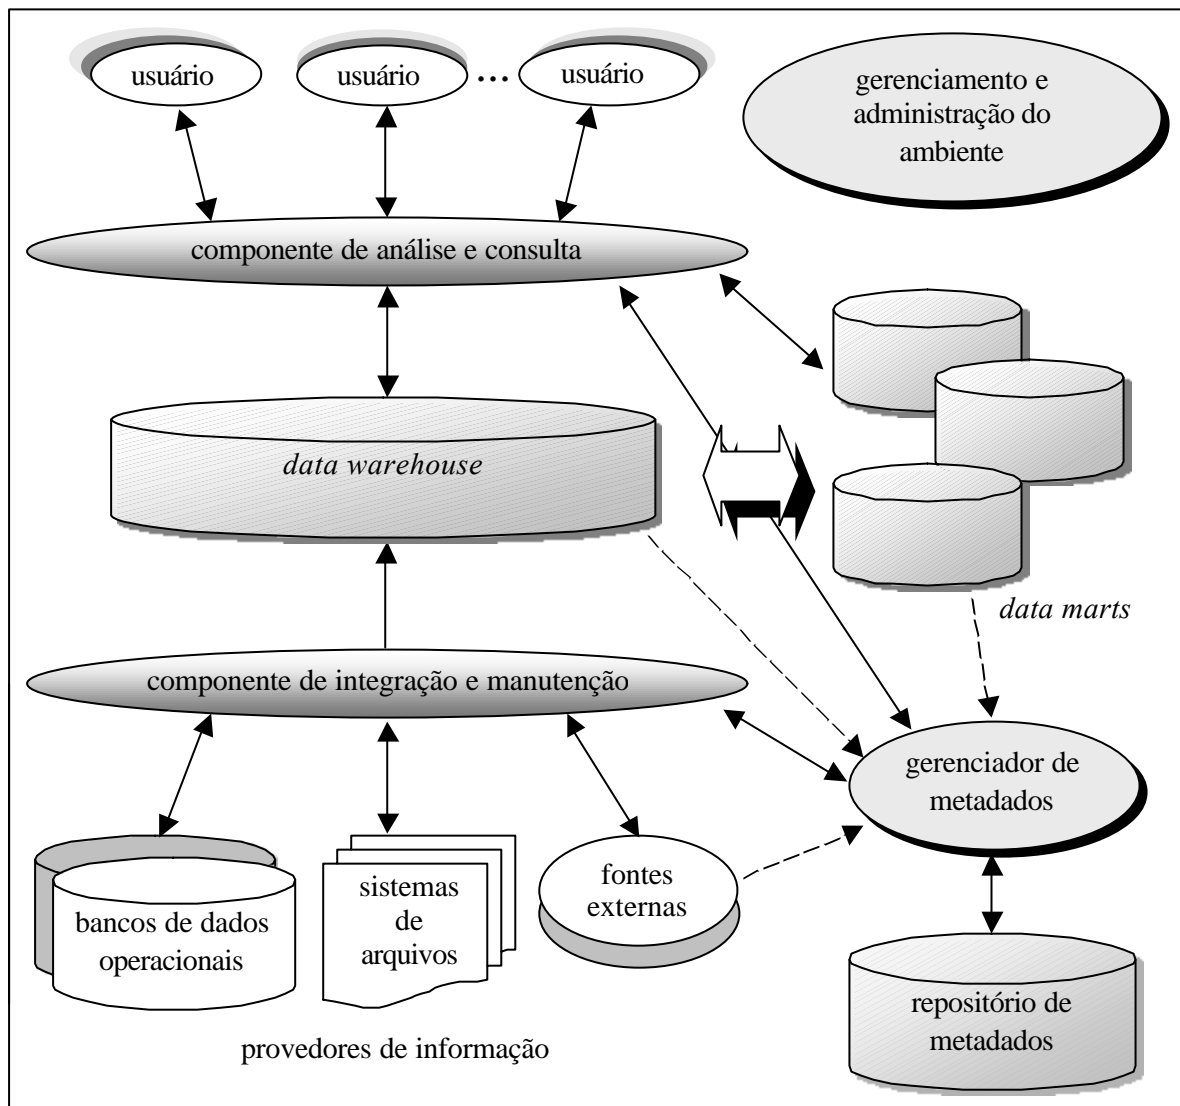 usuário
usuário
...
usuário
gerenciamento e
administração do
ambiente
componente de análise e consulta
data warehouse
data marts
componente de integração e manutenção
gerenciador de
metadados
bancos de dados
operacionais
sistemas
de
arquivos
fontes
externas
repositório de
metadados
provedores de informação